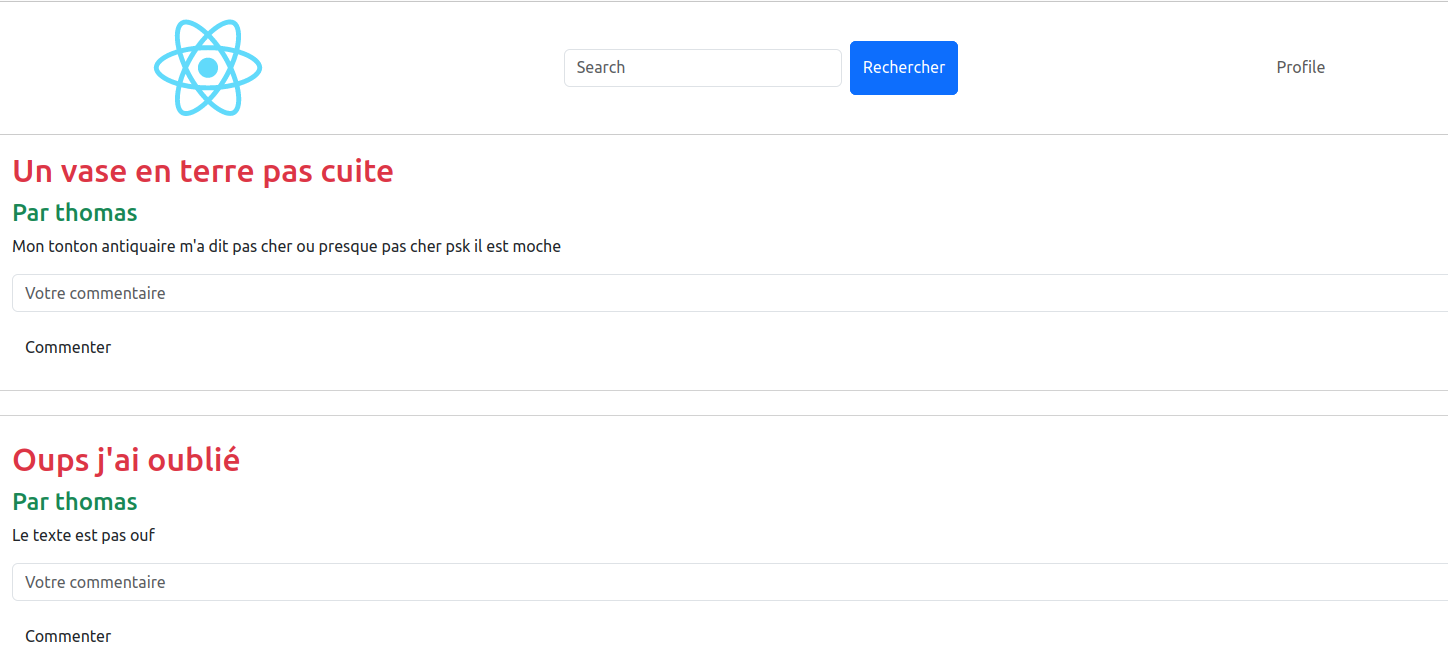 Search
Rechercher
Profile
Un vase en terre pas cuite
Par thomas
Mon tonton antiquaire m'a dit pas cher ou presque pas cher psk il est moche
Votre commentaire
Commenter
Oups j'ai oublié
Par thomas
Le texte est pas ouf
Votre commentaire
Commenter